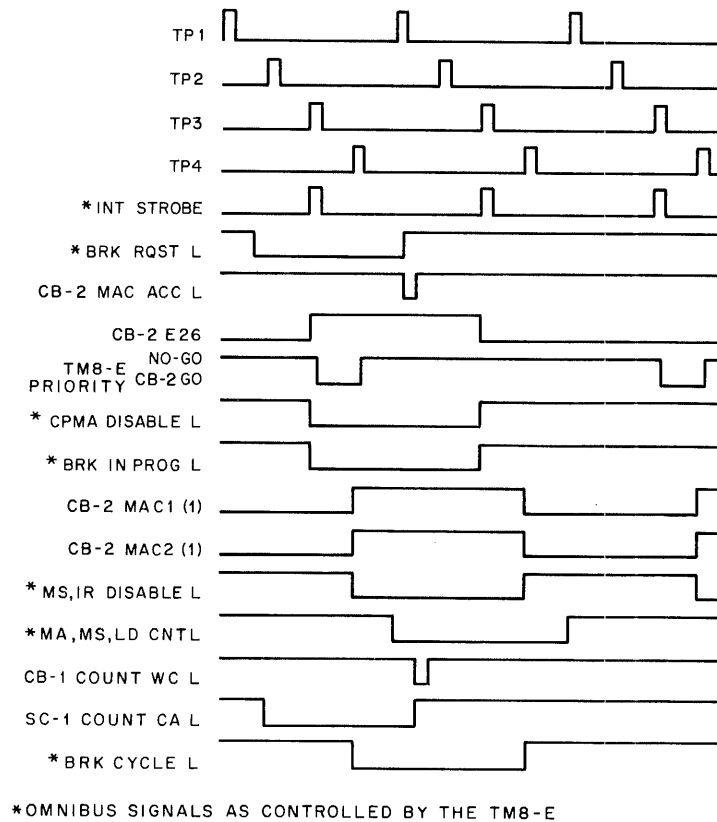 TP1
TP2
TP3
TP4
*INT STROBE
*BRK RQST L
CB-2 MAC ACC L
CB-2 E26
NO-GO
TM8-E
PRIORITY CB-2 GO
* CPMA DISABLE L
*BRK IN PROG L
CB-2 MAC1 (1)
CB-2 MAC2 (1)
*MS,IR DISABLE L
*MA,MS,LD CNTL
CB-1 COUNT WC L
SC-1 COUNT CA L
*BRK CYCLE L
*OMNIBUS SIGNALS AS CONTROLLED BY THE TM8-E